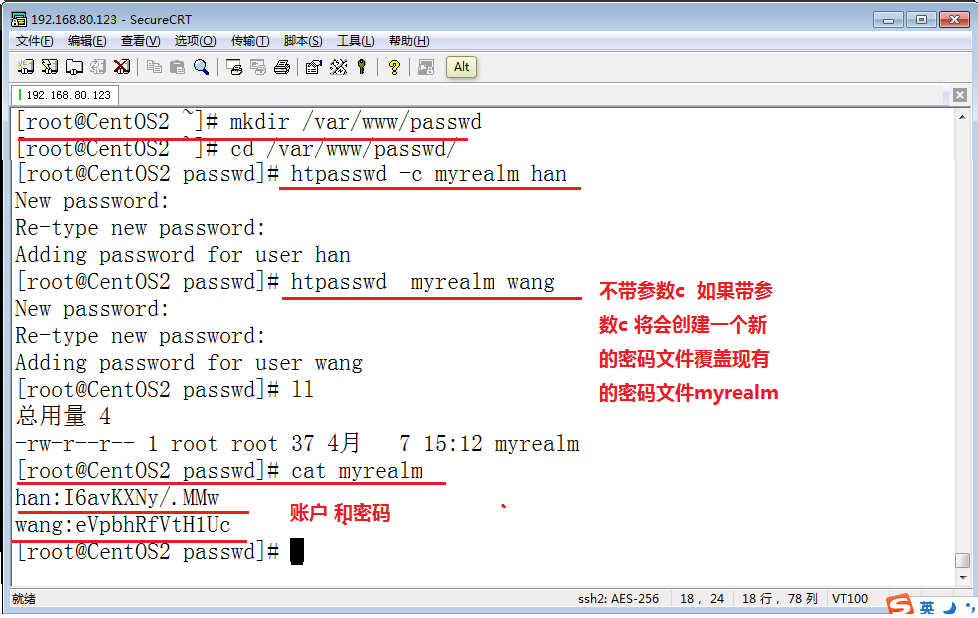 192.168.80.123 - SecureCRT
文件(F) 编辑(E) 查看(V) 选项(O) 传输(T) 脚本(S) 工具(L) 帮助(H)
Alt
192.168.80.123
[root@CentOS2 ~]# mkdir /var/www/passwd
[root@CentOS2 ~]# cd /var/www/passwd/
[root@CentOS2 passwd]# htpasswd -c myrealm han
New password:
Re-type new password:
Adding password for user han
[root@CentOS2 passwd]# htpasswd  myrealm wang
New password:
Re-type new password:
Adding password for user wang
[root@CentOS2 passwd]# ll
总用量 4
-rw-r--r-- 1 root root 37 4月   7 15:12 myrealm
[root@CentOS2 passwd]# cat myrealm
han:I6avKXNy/.MMw
wang:eVpbhRfVtH1Uc
[root@CentOS2 passwd]#
不带参数c 如果带参
数c 将会创建一个新
的密码文件覆盖现有
的密码文件myrealm
账户 和密码
就绪 ssh2: AES-256 18， 24 18 行， 78 列 VT100
S 英